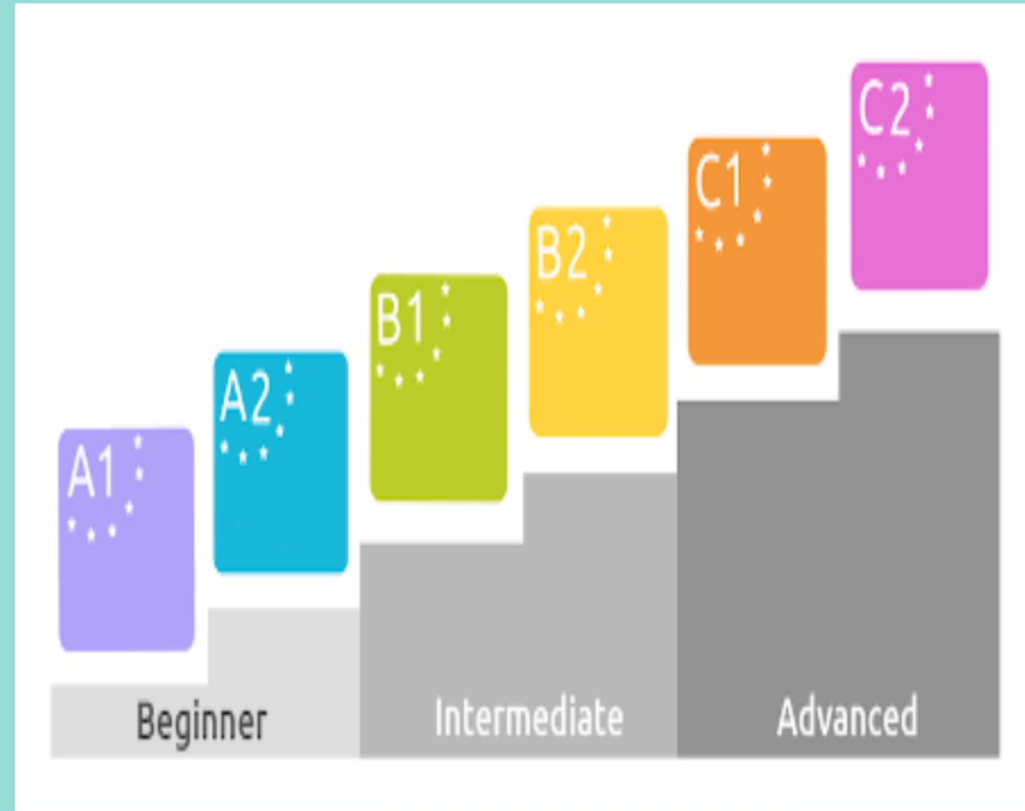 A1
A2
B1
B2
C1
C2
Beginner
Intermediate
Advanced